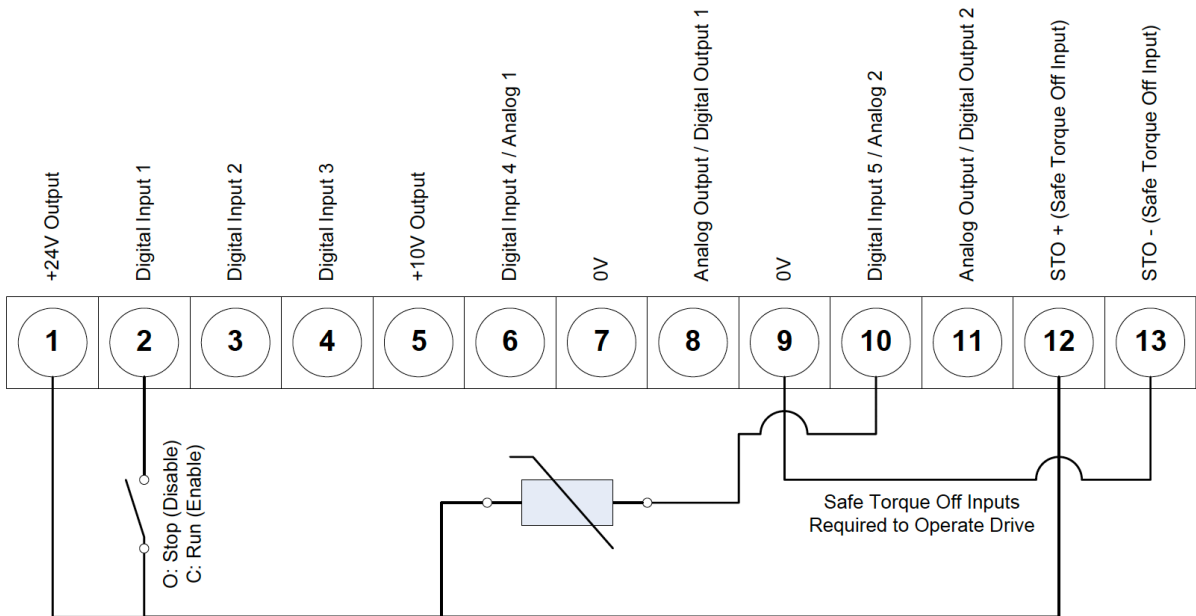 +24V Output
Digital Input 1
Digital Input 2
Digital Input 3
+10V Output
Digital Input 4 / Analog 1
0V
Analog Output / Digital Output 1
0V
Digital Input 5 / Analog 2
Analog Output / Digital Output 2
STO + (Safe Torque Off Input)
STO - (Safe Torque Off Input)
1
2
3
4
5
6
7
8
9
10
11
12
13
O: Stop (Disable)
C: Run (Enable)
Safe Torque Off Inputs
Required to Operate Drive